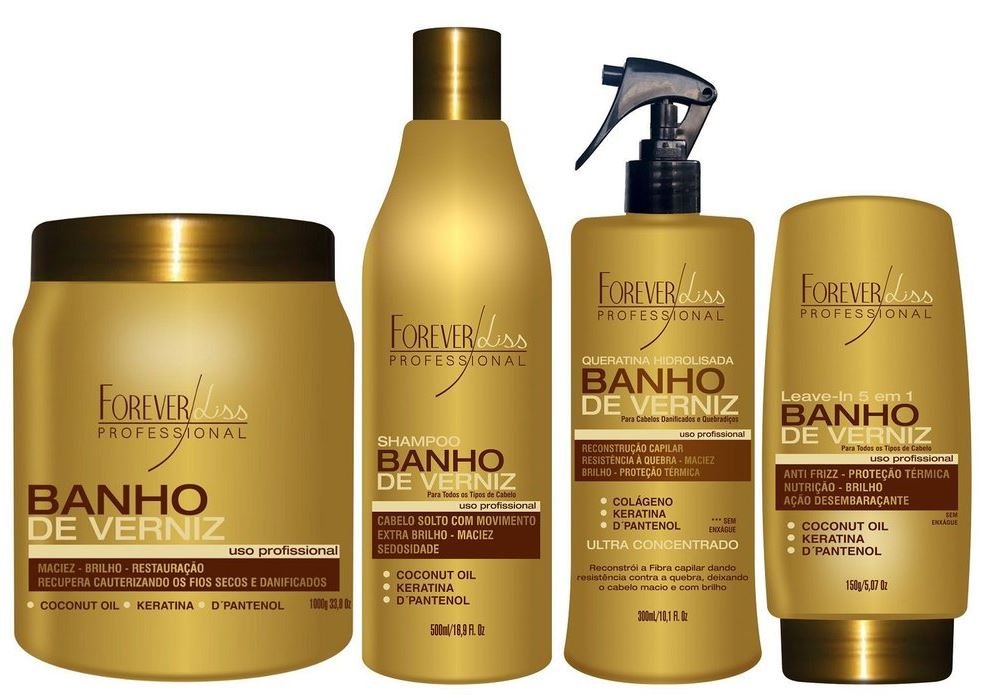 FOREVER Liss
PROFESSIONAL
BANHO
DE VERNIZ
uso profissional
MACIEZ - BRILHO - RESTAURAÇÃO
RECUPERA CAUTERIZANDO OS FIOS SECOS E DANIFICADOS
• COCONUT OIL • KERATINA • D'PANTENOL
1000g 33,8 Oz
FOREVER Liss
PROFESSIONAL
SHAMPOO
BANHO
DE VERNIZ
Para Todos os Tipos de Cabelo
uso profissional
CABELO SOLTO COM MOVIMENTO
EXTRA BRILHO - MACIEZ
SEDOSIDADE
• COCONUT OIL
• KERATINA
• D'PANTENOL
500ml/16,9 Fl. Oz
FOREVER Liss
PROFESSIONAL
QUERATINA HIDROLISADA
BANHO
DE VERNIZ
Para Cabelos Danificados e Quebradiços
uso profissional
RECONSTRUÇÃO CAPILAR
RESISTÊNCIA À QUEBRA - MACIEZ
BRILHO - PROTEÇÃO TÉRMICA
• COLÁGENO
• KERATINA
• D'PANTENOL
*** SEM
ENXÁGUE
ULTRA CONCENTRADO
Reconstrói a Fibra capilar dando
resistência contra a quebra, deixando
o cabelo macio e com brilho
300ml/10,1 Fl. Oz
FOREVER Liss
PROFESSIONAL
Leave-In 5 em 1
BANHO
DE VERNIZ
Para Todos os Tipos de Cabelo
uso profissional
ANTI FRIZZ - PROTEÇÃO TÉRMICA
NUTRIÇÃO - BRILHO
AÇÃO DESEMBARAÇANTE
SEM
ENXÁGUE
• COCONUT OIL
• KERATINA
• D'PANTENOL
150g/5,07 Oz